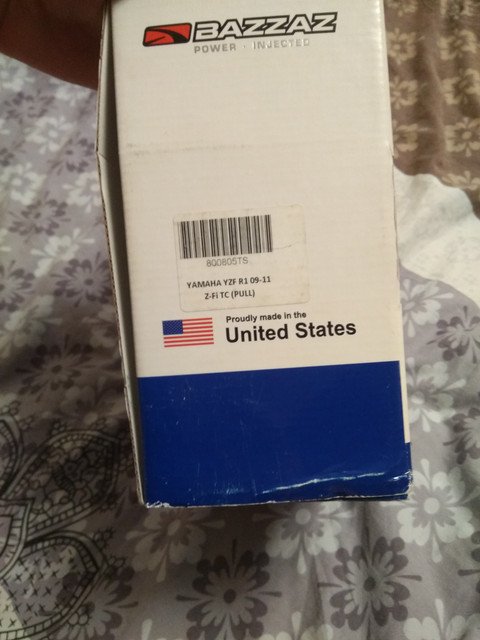 BAZZAZ
POWER · INJECTED
800805TS
YAMAHA YZF R1 09-11
Z-Fi TC (PULL)
Proudly made in the
United States